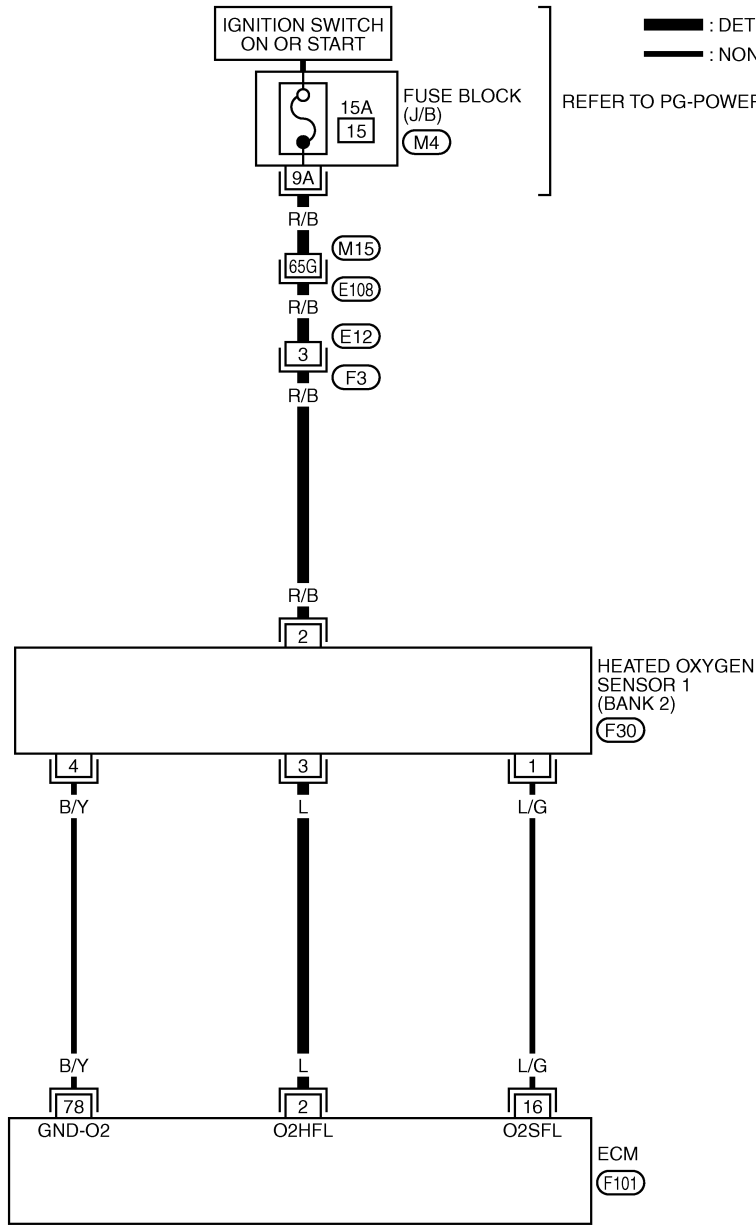 IGNITION SWITCH
ON OR START
: DET
: NON
15A
15
FUSE BLOCK
(J/B)
M4
REFER TO PG-POWER
9A
R/B
M15
65G
E108
R/B
E12
3
F3
R/B
R/B
2
HEATED OXYGEN
SENSOR 1
(BANK 2)
F30
4
3
1
B/Y
L
L/G
B/Y
L
L/G
78
2
16
GND-O2
O2HFL
O2SFL
ECM
F101